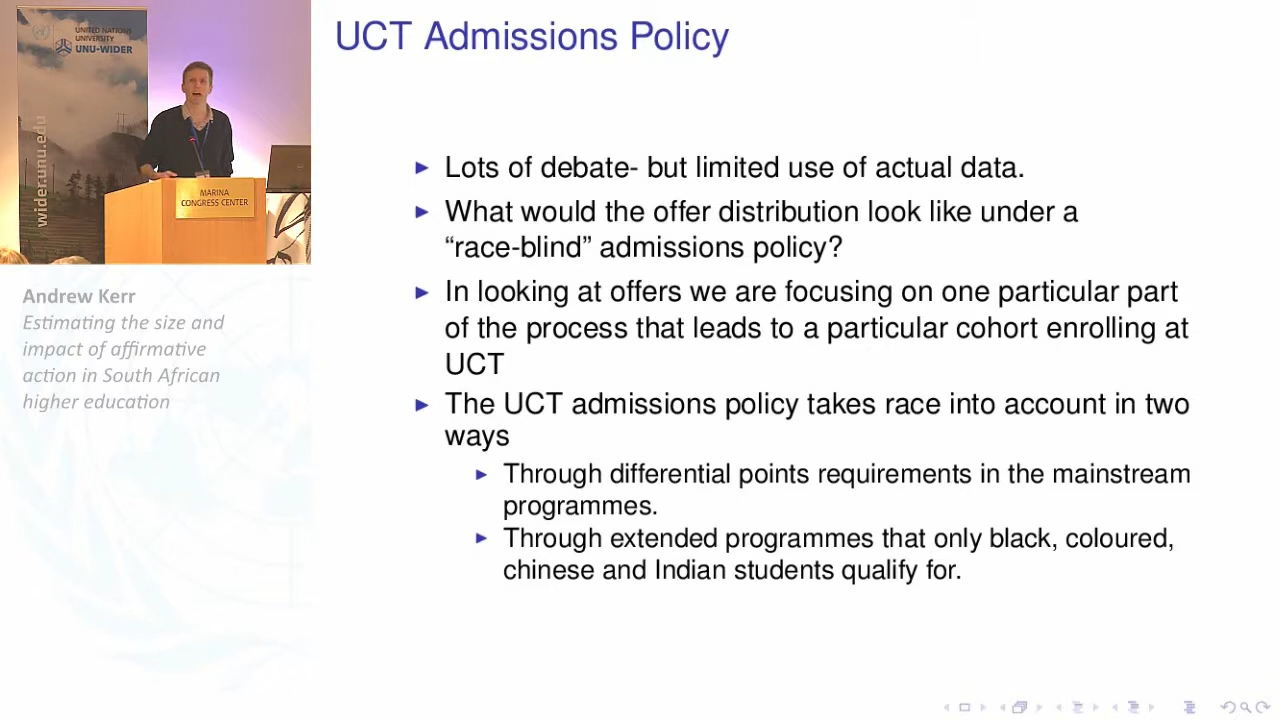 UCT Admissions Policy
UNITED NATIONS
UNIVERSITY
UNU-WIDER
wider.unu.edu
MARINA
CONGRESS CENTER
Andrew Kerr
Estimating the size and
impact of affirmative
action in South African
higher education
Lots of debate- but limited use of actual data.
What would the offer distribution look like under a
“race-blind” admissions policy?
In looking at offers we are focusing on one particular part
of the process that leads to a particular cohort enrolling at
UCT
The UCT admissions policy takes race into account in two
ways
Through differential points requirements in the mainstream
programmes.
Through extended programmes that only black, coloured,
chinese and Indian students qualify for.